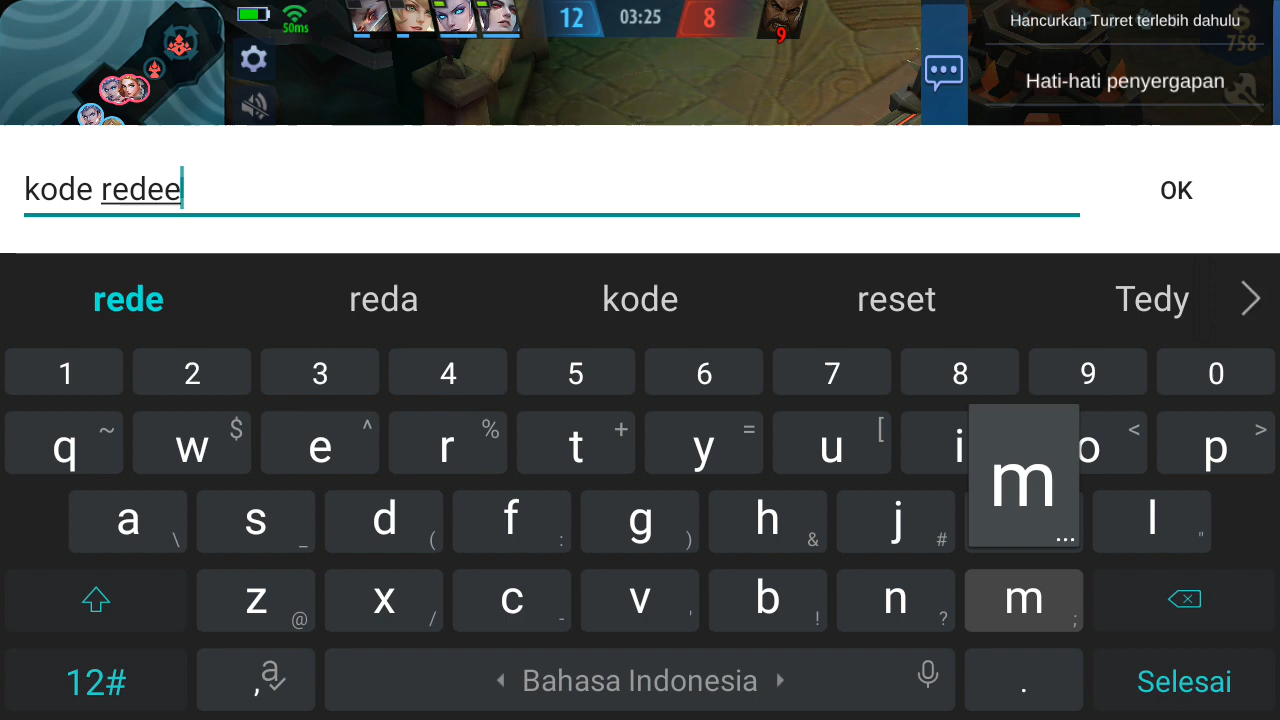 50ms
12 03:25 8
9
758
Hancurkan Turret terlebih dahulu
Hati-hati penyergapan
kode redee
OK
rede reda kode reset Tedy
1 2 3 4 5 6 7 8 9 0
q ~ w $ e ^ r % t + y = u [ i o < p >
a \ s _ d ( f : g ) h & j # m ... l "
z @ x / c - v ' b ! n ? m ;
12# , a Bahasa Indonesia . Selesai